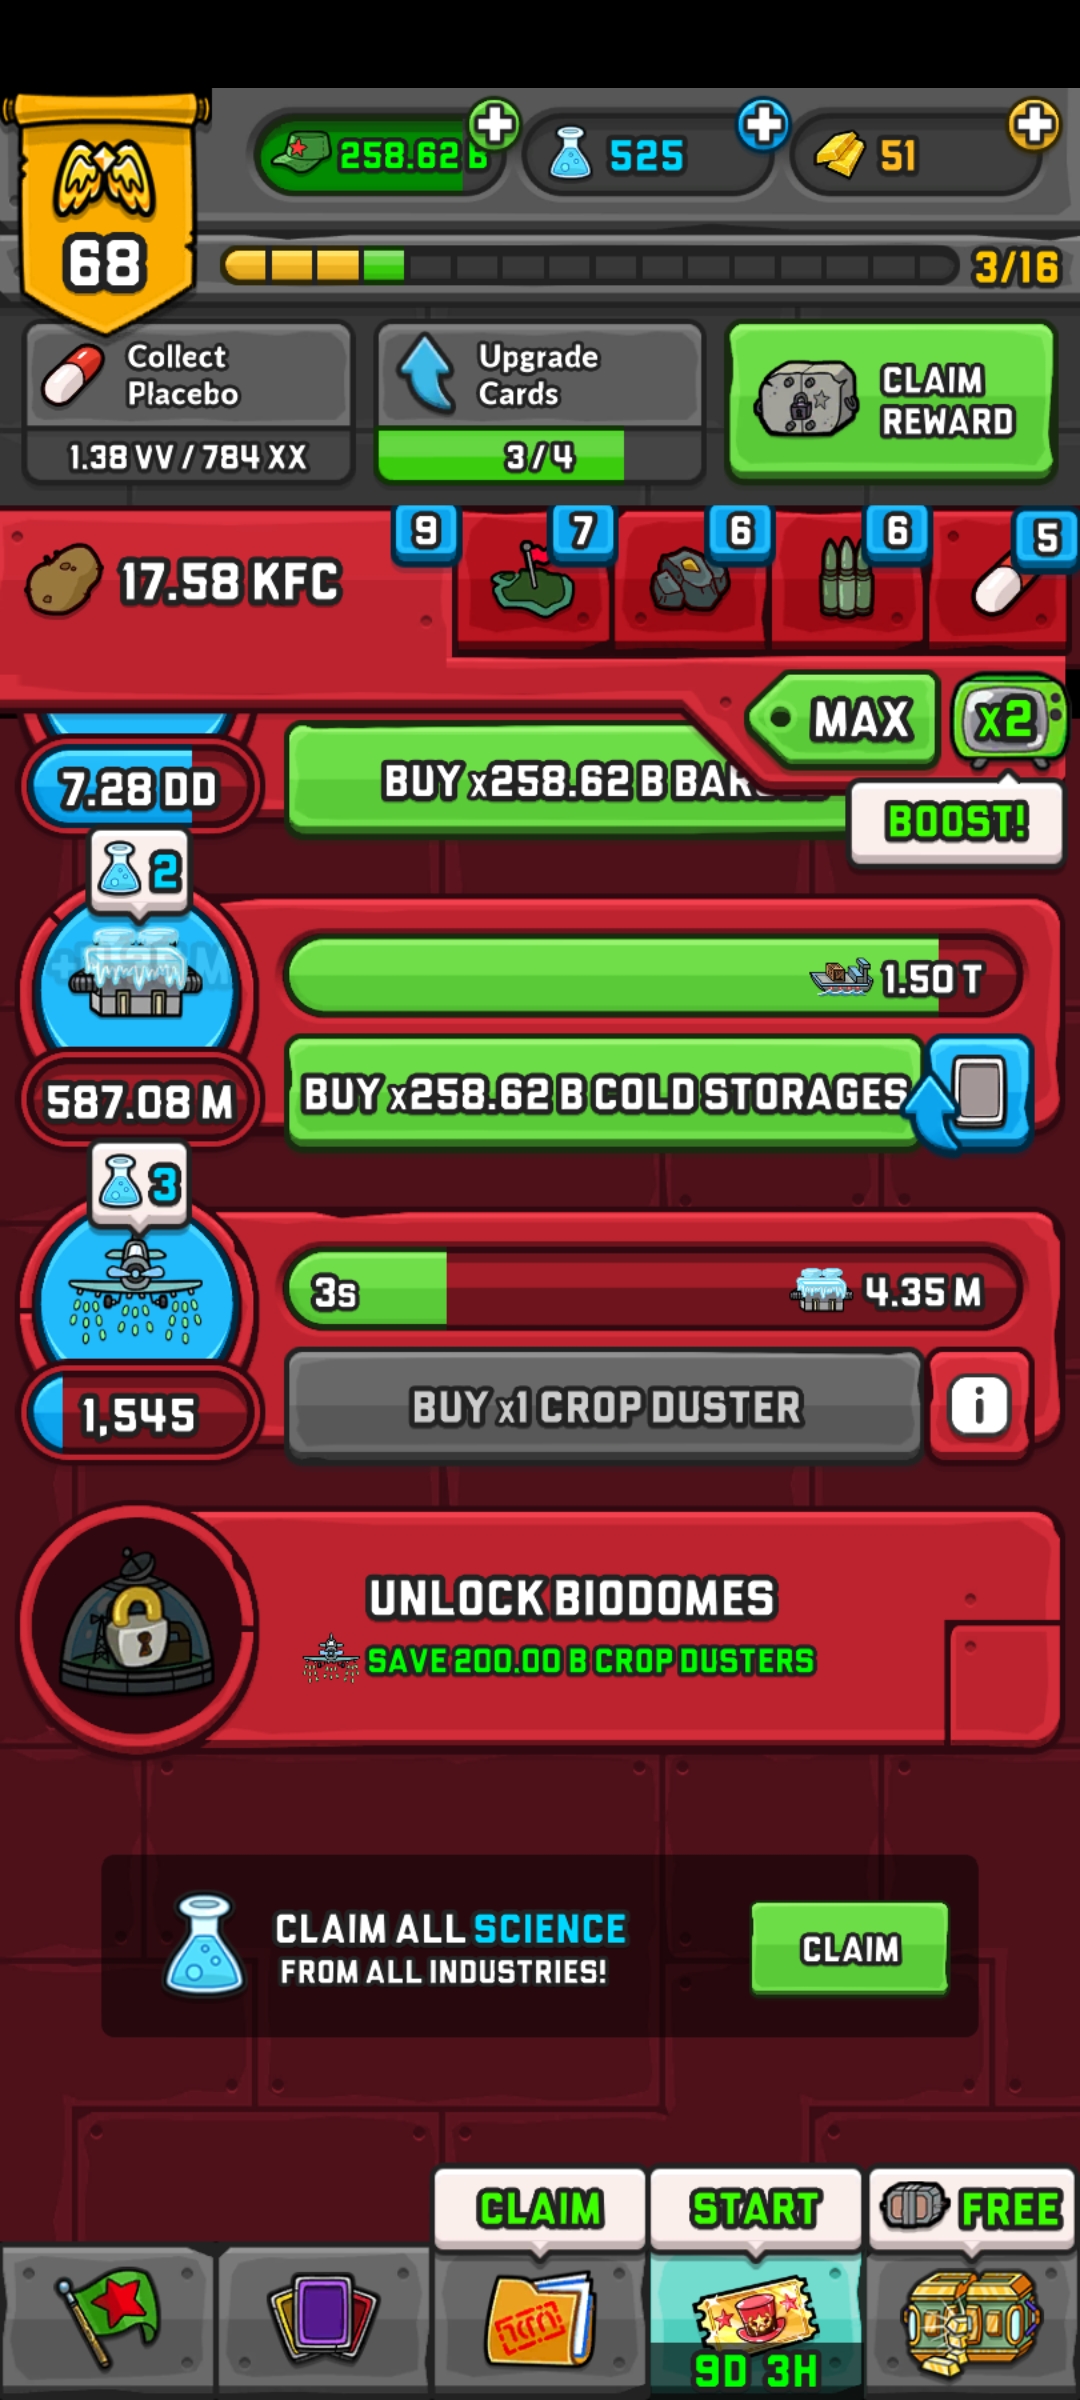 258.62 B
525
51
68
3/16
Collect
Placebo
1.38 VV / 784 XX
Upgrade
Cards
3/4
CLAIM
REWARD
17.58 KFC
9
7
6
6
5
MAX
x2
BOOST!
7.28 DD
BUY x258.62 B
2
1.50 T
587.08 M
BUY x258.62 B COLD STORAGES
3
3s
4.35 M
1,545
BUY x1 CROP DUSTER
i
UNLOCK BIODOMES
SAVE 200.00 B CROP DUSTERS
CLAIM ALL SCIENCE
FROM ALL INDUSTRIES!
CLAIM
CLAIM
START
FREE
9D 3H